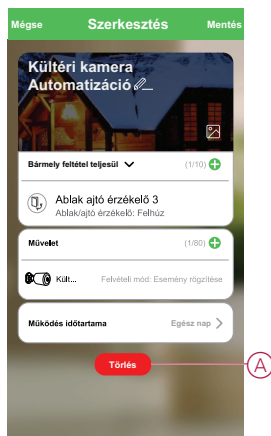 Mégse Szerkesztés Mentés
Kültéri kamera
Automatizáció
Bármely feltétel teljesül (1/10)
Ablak ajtó érzékelő 3
Ablak/ajtó érzékelő: Felhúz
Művelet (1/80)
Kült... Felvételi mód: Esemény rögzítése
Működés időtartama Egész nap
Törlés A